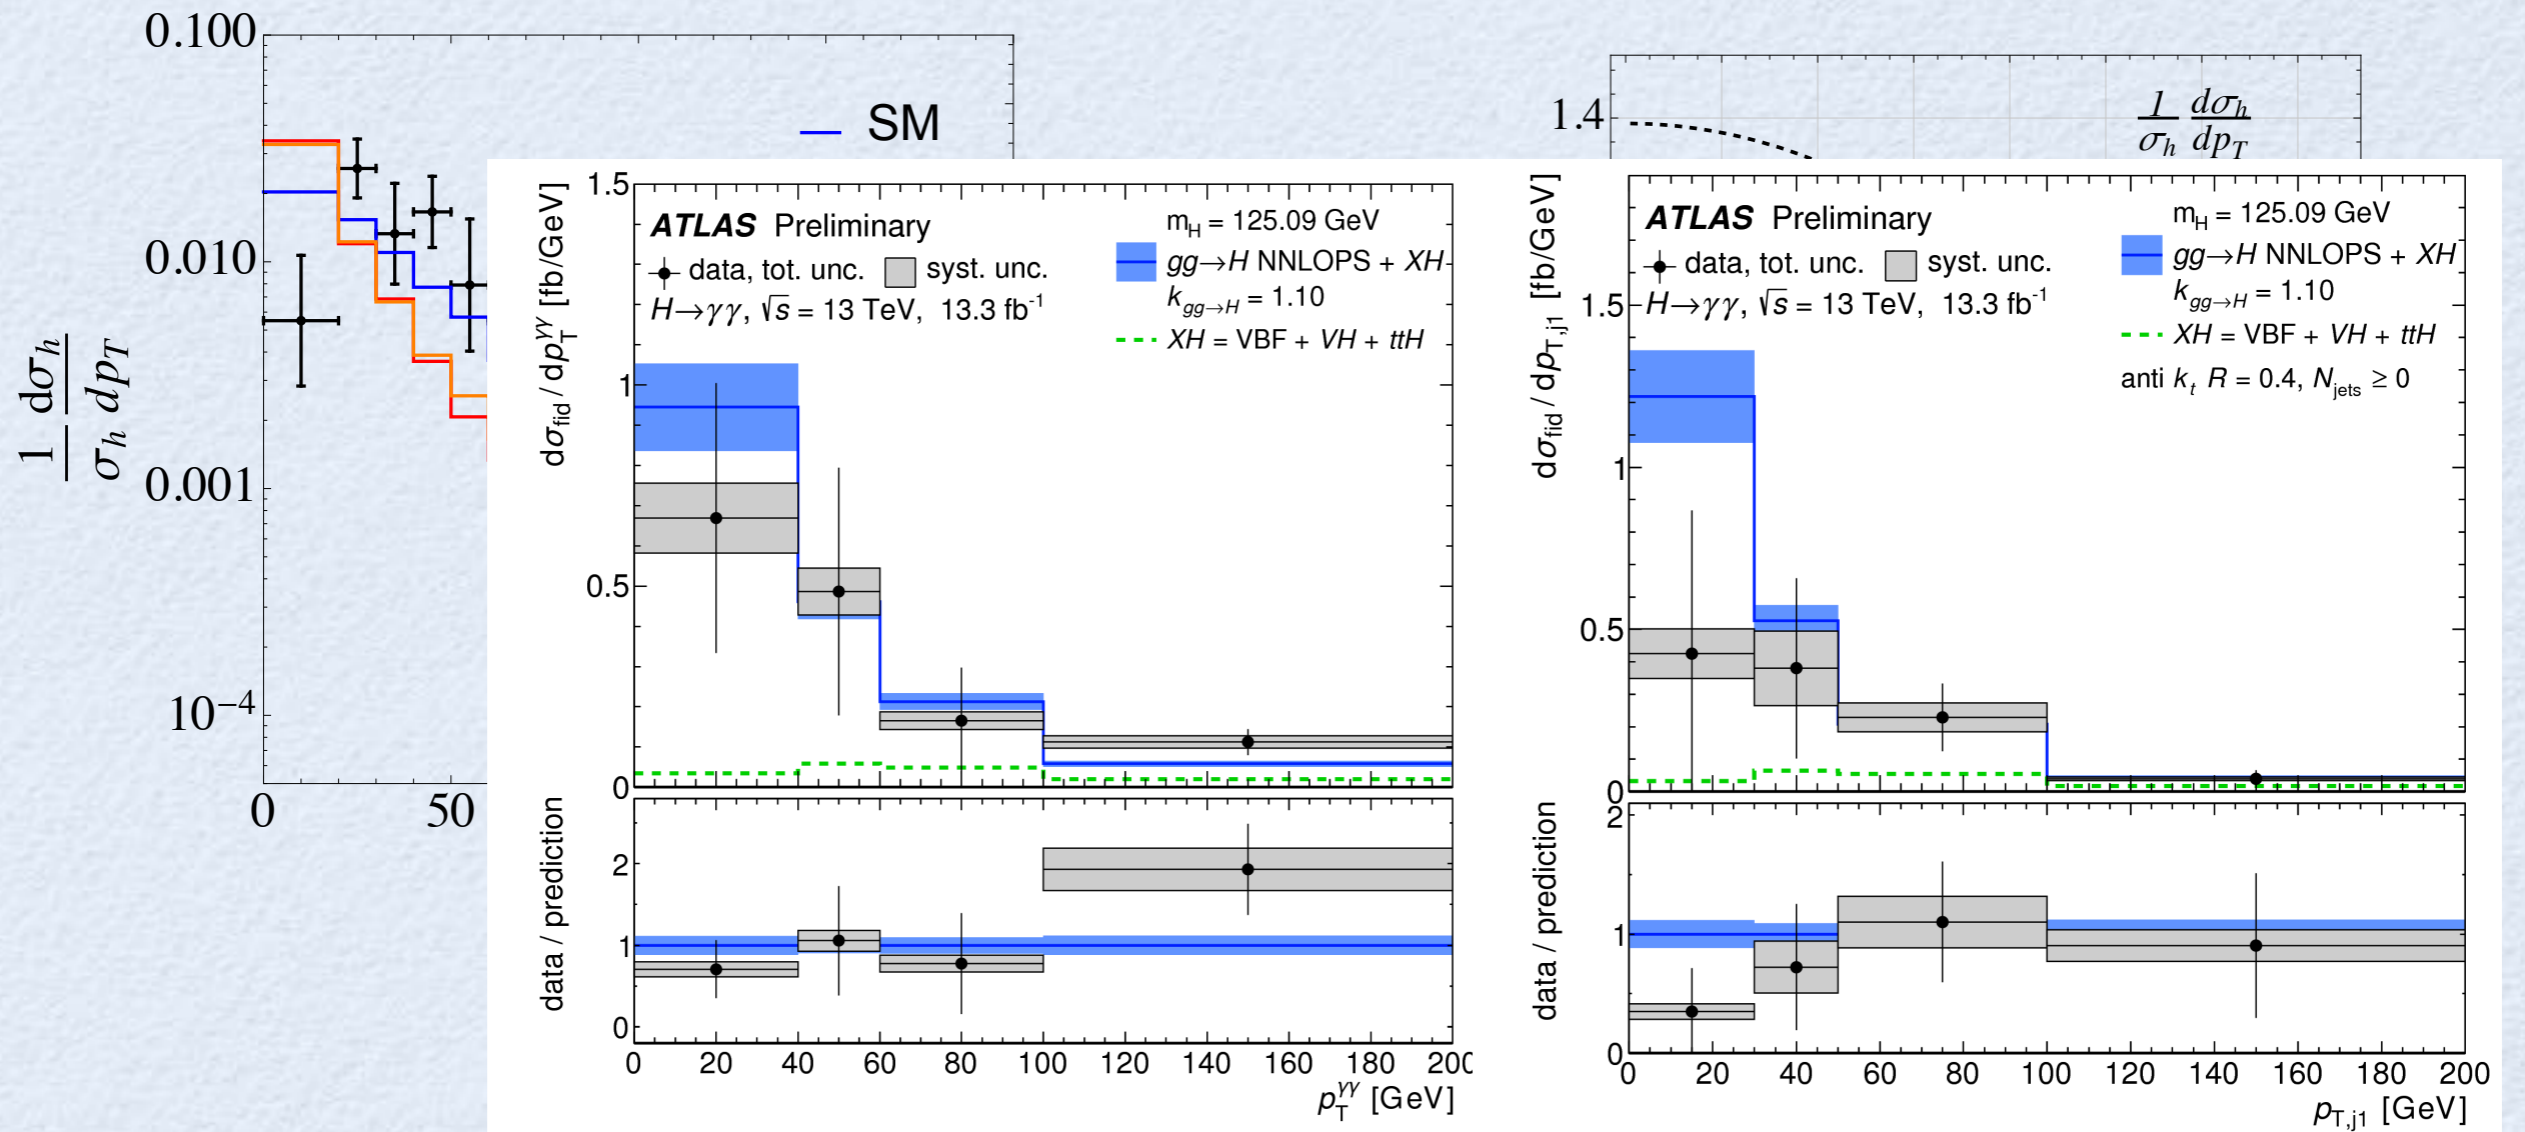 0.100
0.010
0.001
10⁻⁴
0
50
1/σh dσh/dpT
SM
1.4
1/σh dσh/dpT
ATLAS Preliminary
data, tot. unc.
syst. unc.
H→γγ, √s = 13 TeV, 13.3 fb⁻¹
mH = 125.09 GeV
gg→H NNLOPS + XH
kgg→H = 1.10
XH = VBF + VH + ttH
dσfid / dpTγγ [fb/GeV]
1.5
1
0.5
0
data / prediction
2
1
0
0 20 40 60 80 100 120 140 160 180 200
pTγγ [GeV]
ATLAS Preliminary
data, tot. unc.
syst. unc.
H→γγ, √s = 13 TeV, 13.3 fb⁻¹
mH = 125.09 GeV
gg→H NNLOPS + XH
kgg→H = 1.10
XH = VBF + VH + ttH
anti kt R = 0.4, Njets ≥ 0
dσfid / dpT,j1 [fb/GeV]
1.5
1
0.5
0
data / prediction
2
1
0
0 20 40 60 80 100 120 140 160 180 200
pT,j1 [GeV]